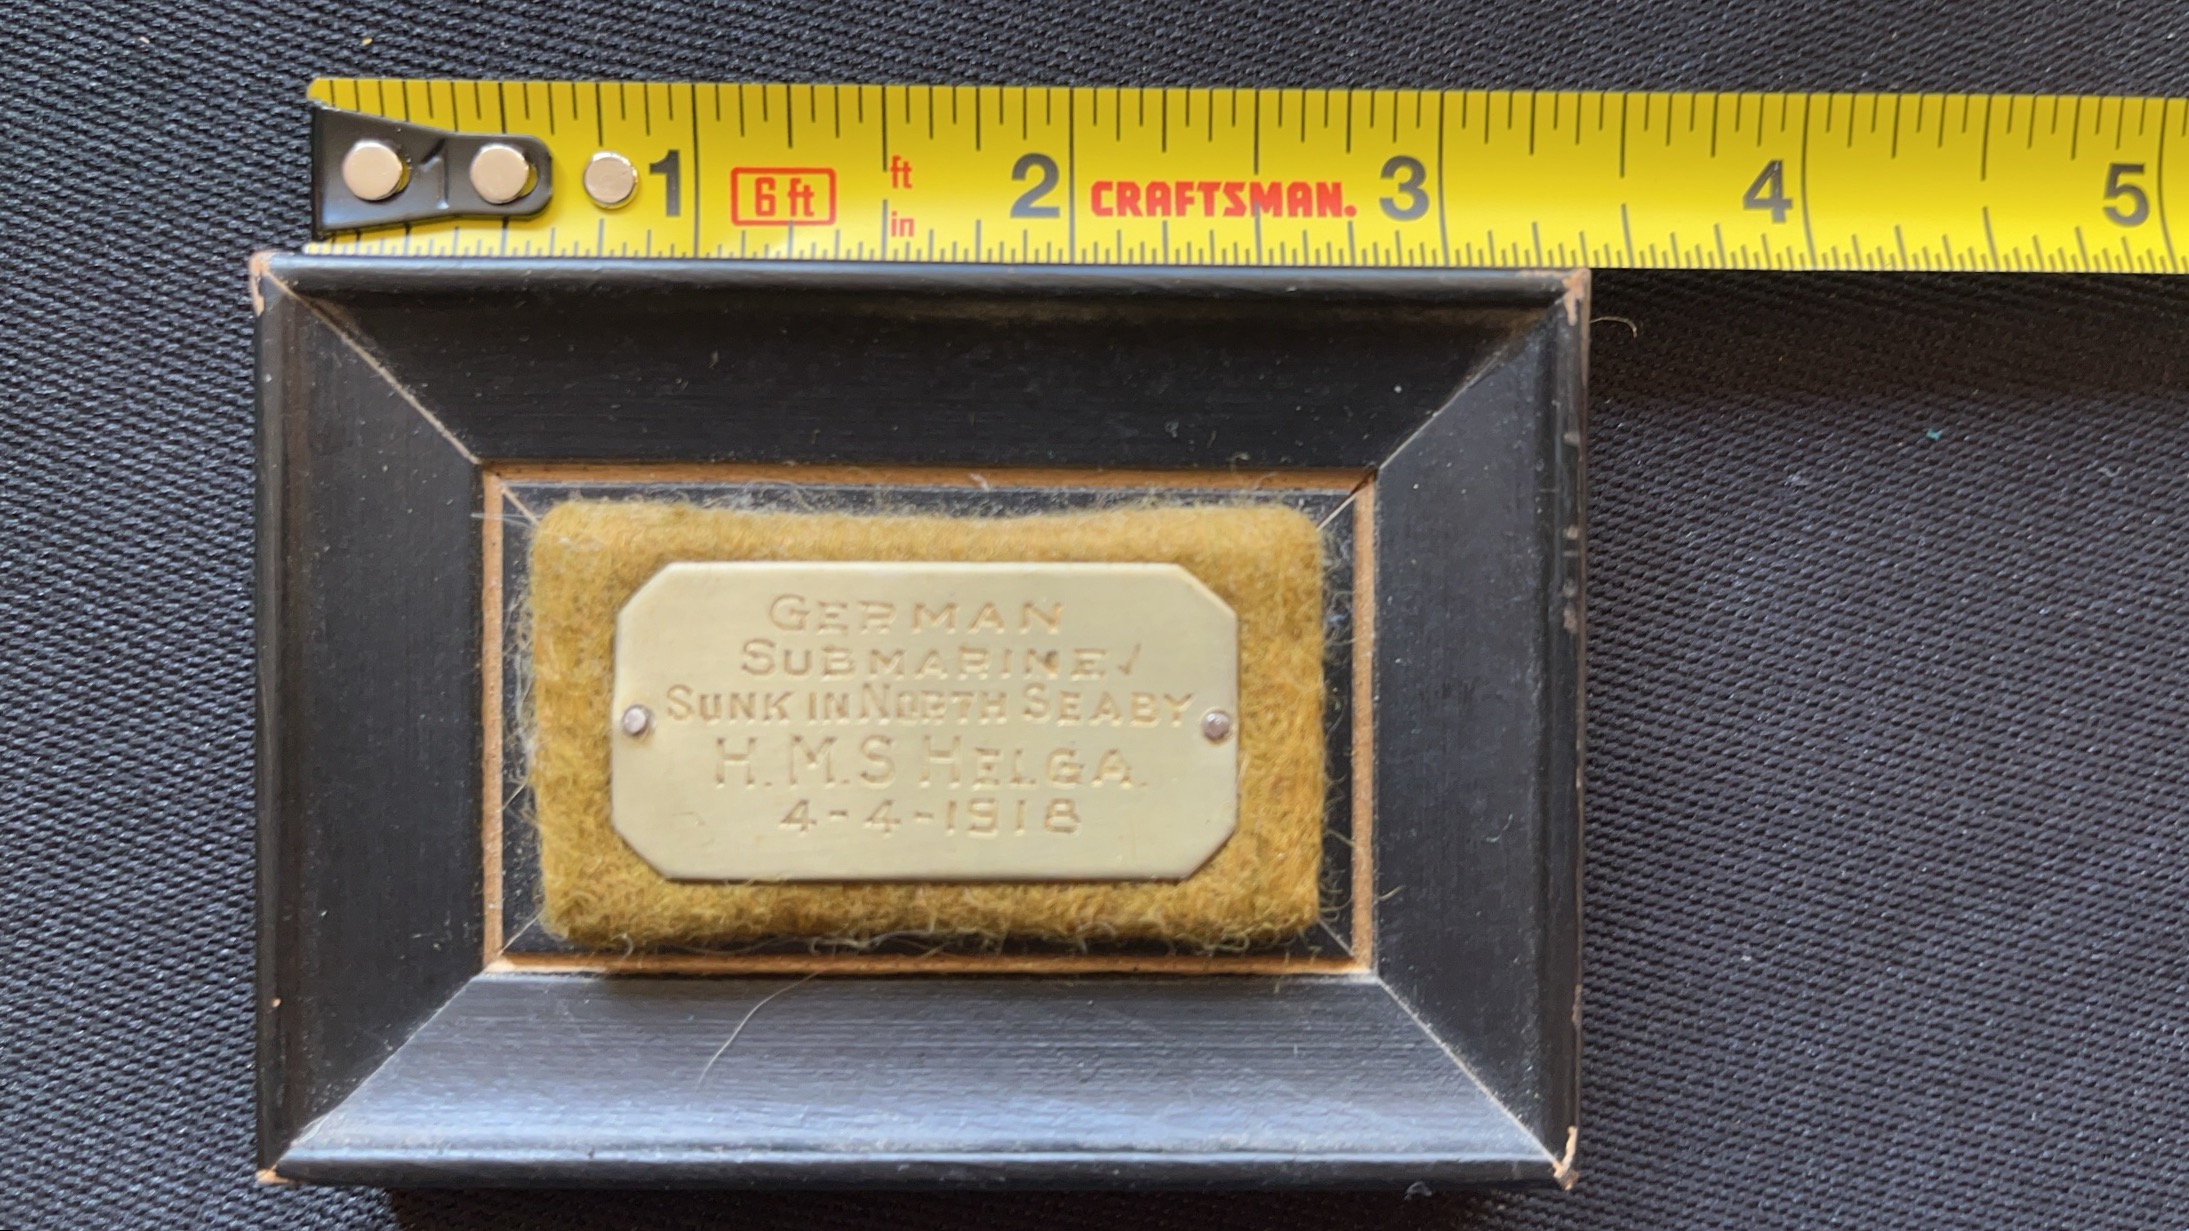 1 6 ft ft in 2 CRAFTSMAN. 3 4 5
GERMAN
SUBMARINE
SUNK IN NORTH SEA BY
H.M.S HELGA.
4-4-1918